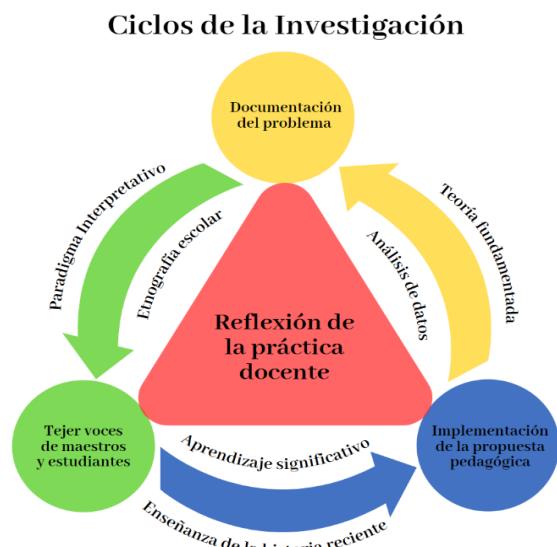 Ciclos de la Investigación
Documentación
del problema
Paradigma Interpretativo
Etnografía escolar
Teoría fundamentada
Análisis de datos
Reflexión de
la práctica
docente
Tejer voces
de maestros
y estudiantes
Aprendizaje significativo
Enseñanza de la historia reciente
Implementación
de la propuesta
pedagógica